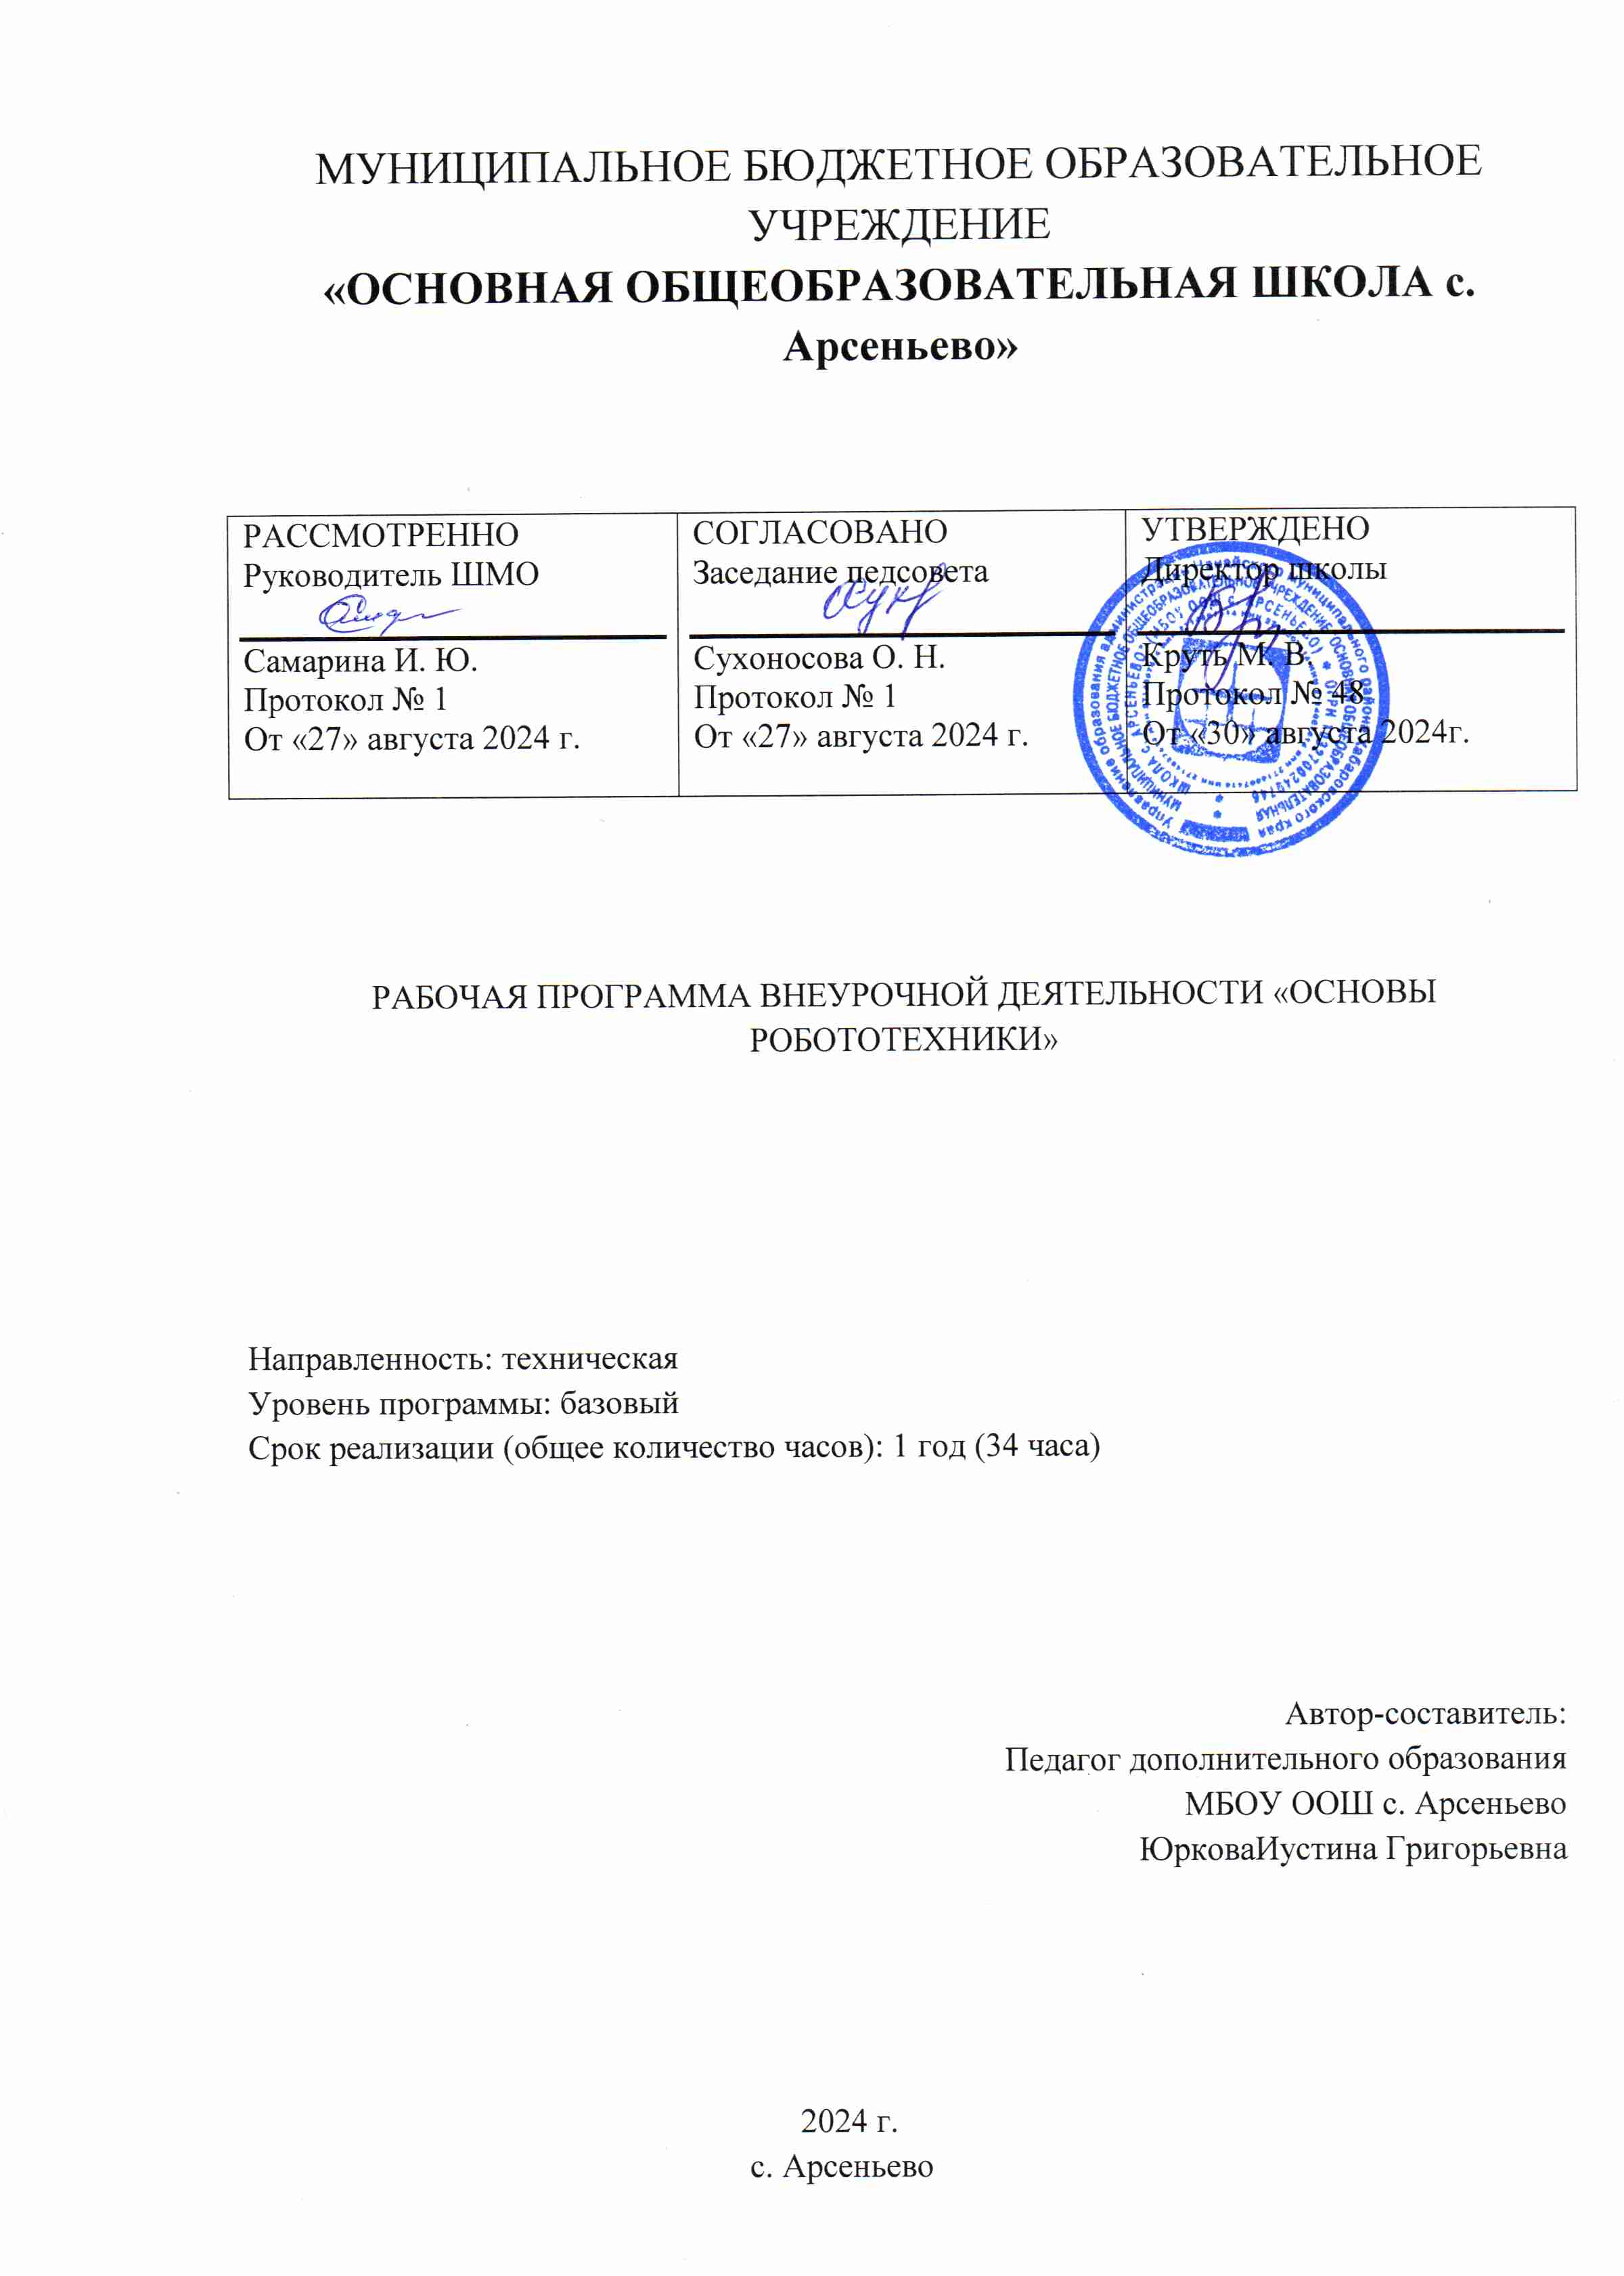 МУНИЦИПАЛЬНОЕ БЮДЖЕТНОЕ ОБРАЗОВАТЕЛЬНОЕ
УЧРЕЖДЕНИЕ
«ОСНОВНАЯ ОБЩЕОБРАЗОВАТЕЛЬНАЯ ШКОЛА с.
Арсеньево»
РАССМОТРЕННО
Руководитель ШМО
Самарина И. Ю.
Протокол № 1
От «27» августа 2024 г.
СОГЛАСОВАНО
Заседание педсовета
Сухоносова О. Н.
Протокол № 1
От «27» августа 2024 г.
УТВЕРЖДЕНО
Директор школы
Круть М. В.
Протокол № 48
От «30» августа 2024г.
РАБОЧАЯ ПРОГРАММА ВНЕУРОЧНОЙ ДЕЯТЕЛЬНОСТИ «ОСНОВЫ
РОБОТОТЕХНИКИ»
Направленность: техническая
Уровень программы: базовый
Срок реализации (общее количество часов): 1 год (34 часа)
Автор-составитель:
Педагог дополнительного образования
МБОУ ООШ с. Арсеньево
ЮрковаИустина Григорьевна
2024 г.
с. Арсеньево